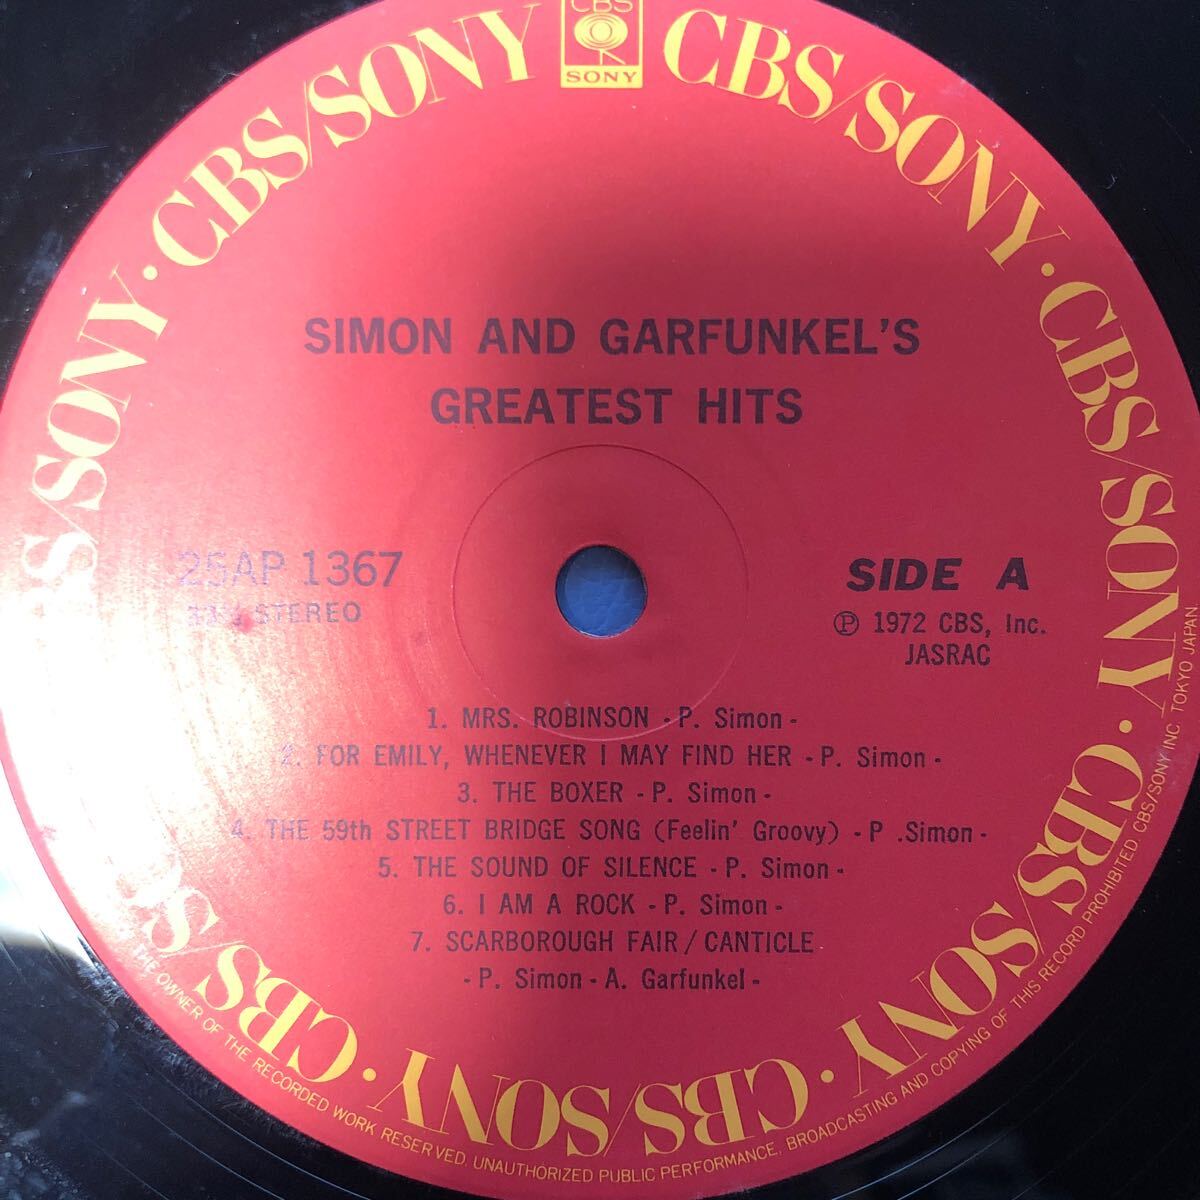 CBS
SONY
CBS/SONY · CBS/SONY · CBS/SONY · CBS/SONY · CBS/SONY · CBS/SONY · CBS/SONY
SIMON AND GARFUNKEL'S
GREATEST HITS
25AP 1367
33⅓ STEREO
SIDE A
Ⓟ 1972 CBS, Inc.
JASRAC
1. MRS. ROBINSON - P. Simon -
2. FOR EMILY, WHENEVER I MAY FIND HER - P. Simon -
3. THE BOXER - P. Simon -
4. THE 59th STREET BRIDGE SONG (Feelin' Groovy) - P .Simon -
5. THE SOUND OF SILENCE - P. Simon -
6. I AM A ROCK - P. Simon -
7. SCARBOROUGH FAIR / CANTICLE
- P. Simon - A. Garfunkel -
THE OWNER OF THE RECORDED WORK RESERVED. UNAUTHORIZED PUBLIC PERFORMANCE, BROADCASTING AND COPYING OF THIS RECORD PROHIBITED. CBS/SONY INC. TOKYO JAPAN